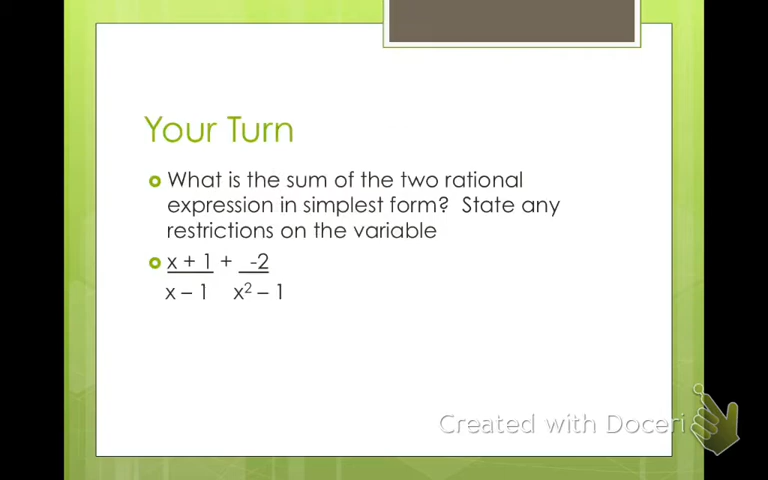 Your Turn
What is the sum of the two rational
expression in simplest form? State any
restrictions on the variable
x + 1 + -2
x – 1 x² – 1
Created with Doceri